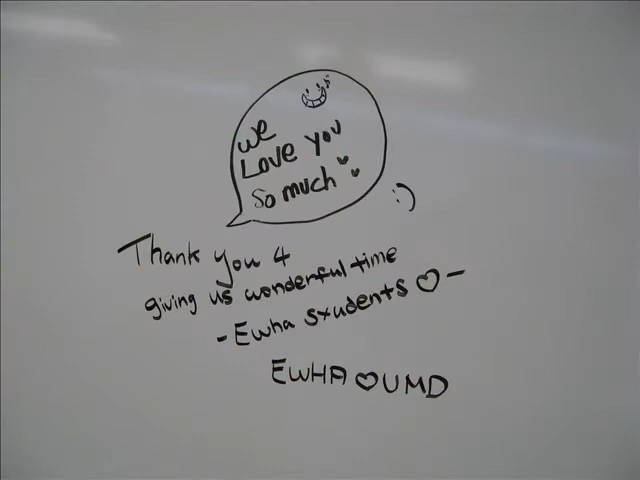 We
Love you
So much
:)
Thank you 4
giving us wonderful time
- Ewha students ♡ -
EWHA ♡ UMD